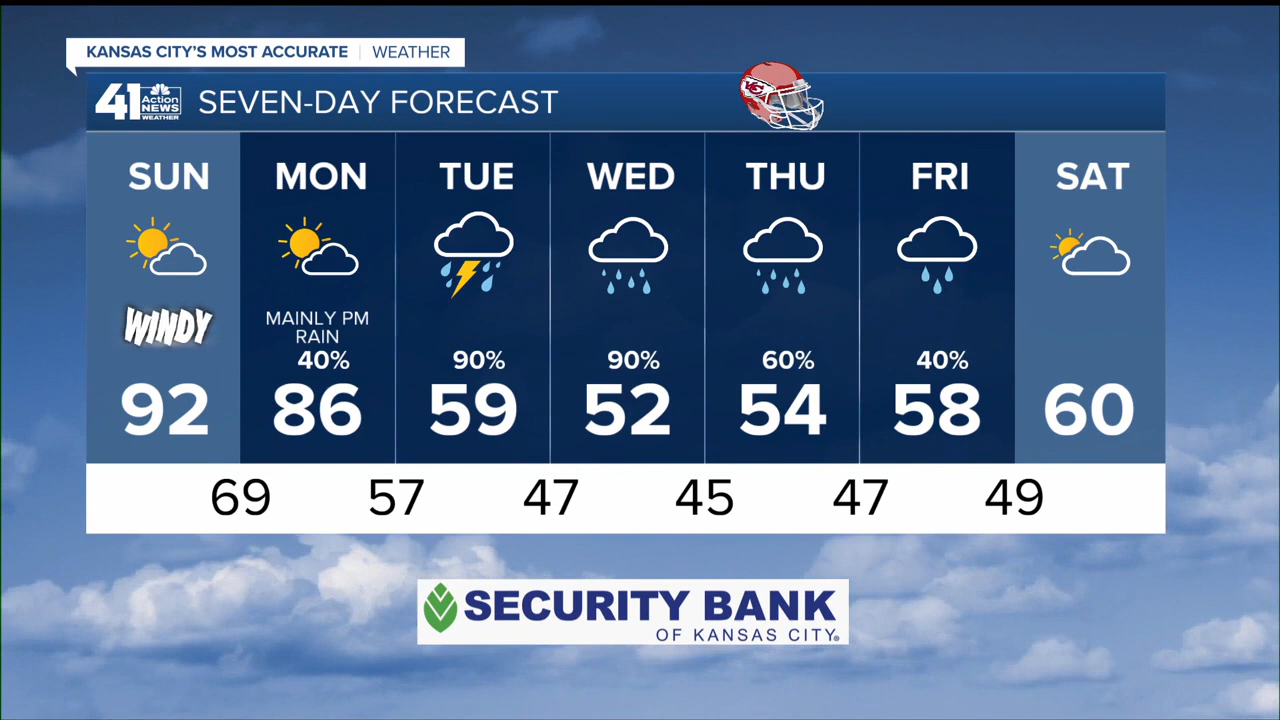 KANSAS CITY'S MOST ACCURATE | WEATHER
41 Action NEWS WEATHER
SEVEN-DAY FORECAST
KC
SUN MON TUE WED THU FRI SAT
WINDY
MAINLY PM
RAIN
40% 90% 90% 60% 40%
92 86 59 52 54 58 60
69 57 47 45 47 49
SECURITY BANK
OF KANSAS CITY®